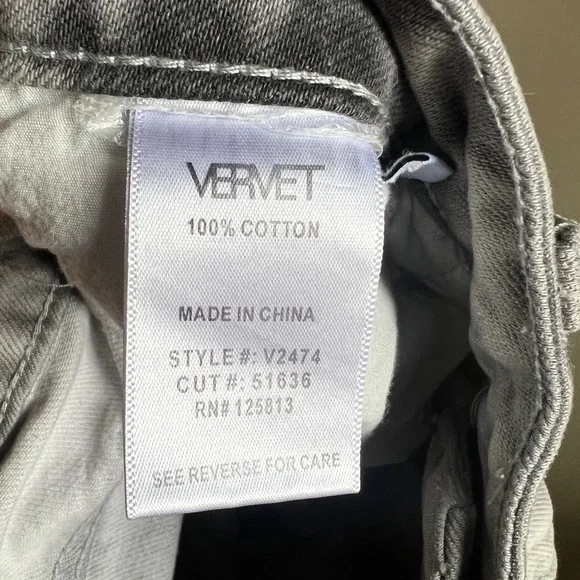 VERVET
100% COTTON
MADE IN CHINA
STYLE #: V2474
CUT #: 51636
RN# 125813
SEE REVERSE FOR CARE